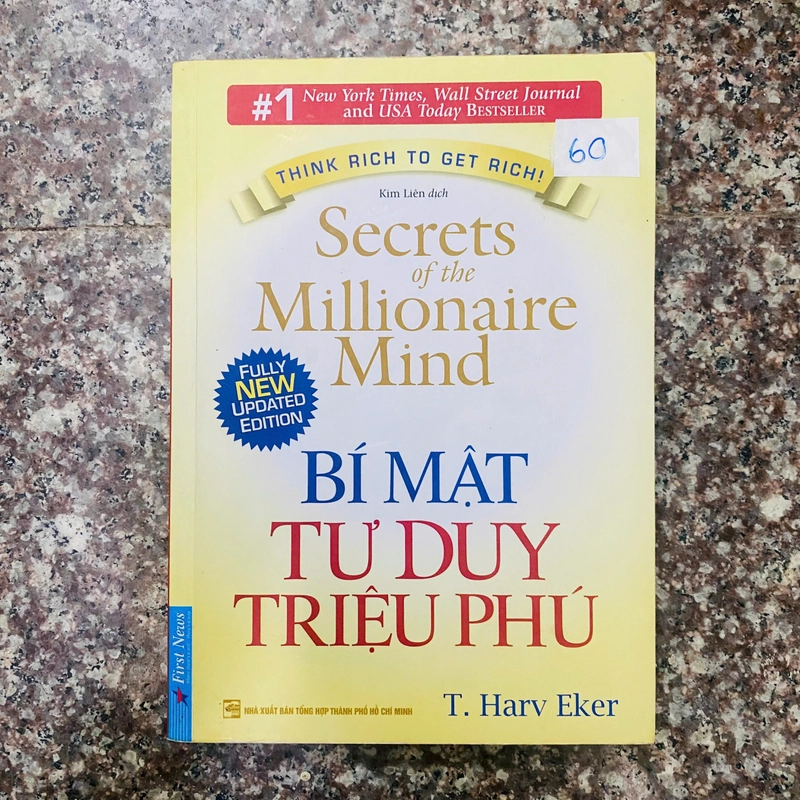 #1 New York Times, Wall Street Journal
and USA Today BESTSELLER
60
THINK RICH TO GET RICH!
Kim Liên dịch
Secrets
of the
Millionaire
Mind
FULLY
NEW
UPDATED
EDITION
BÍ MẬT
TƯ DUY
TRIỆU PHÚ
First News
NHÀ XUẤT BẢN TỔNG HỢP THÀNH PHỐ HỒ CHÍ MINH
T. Harv Eker